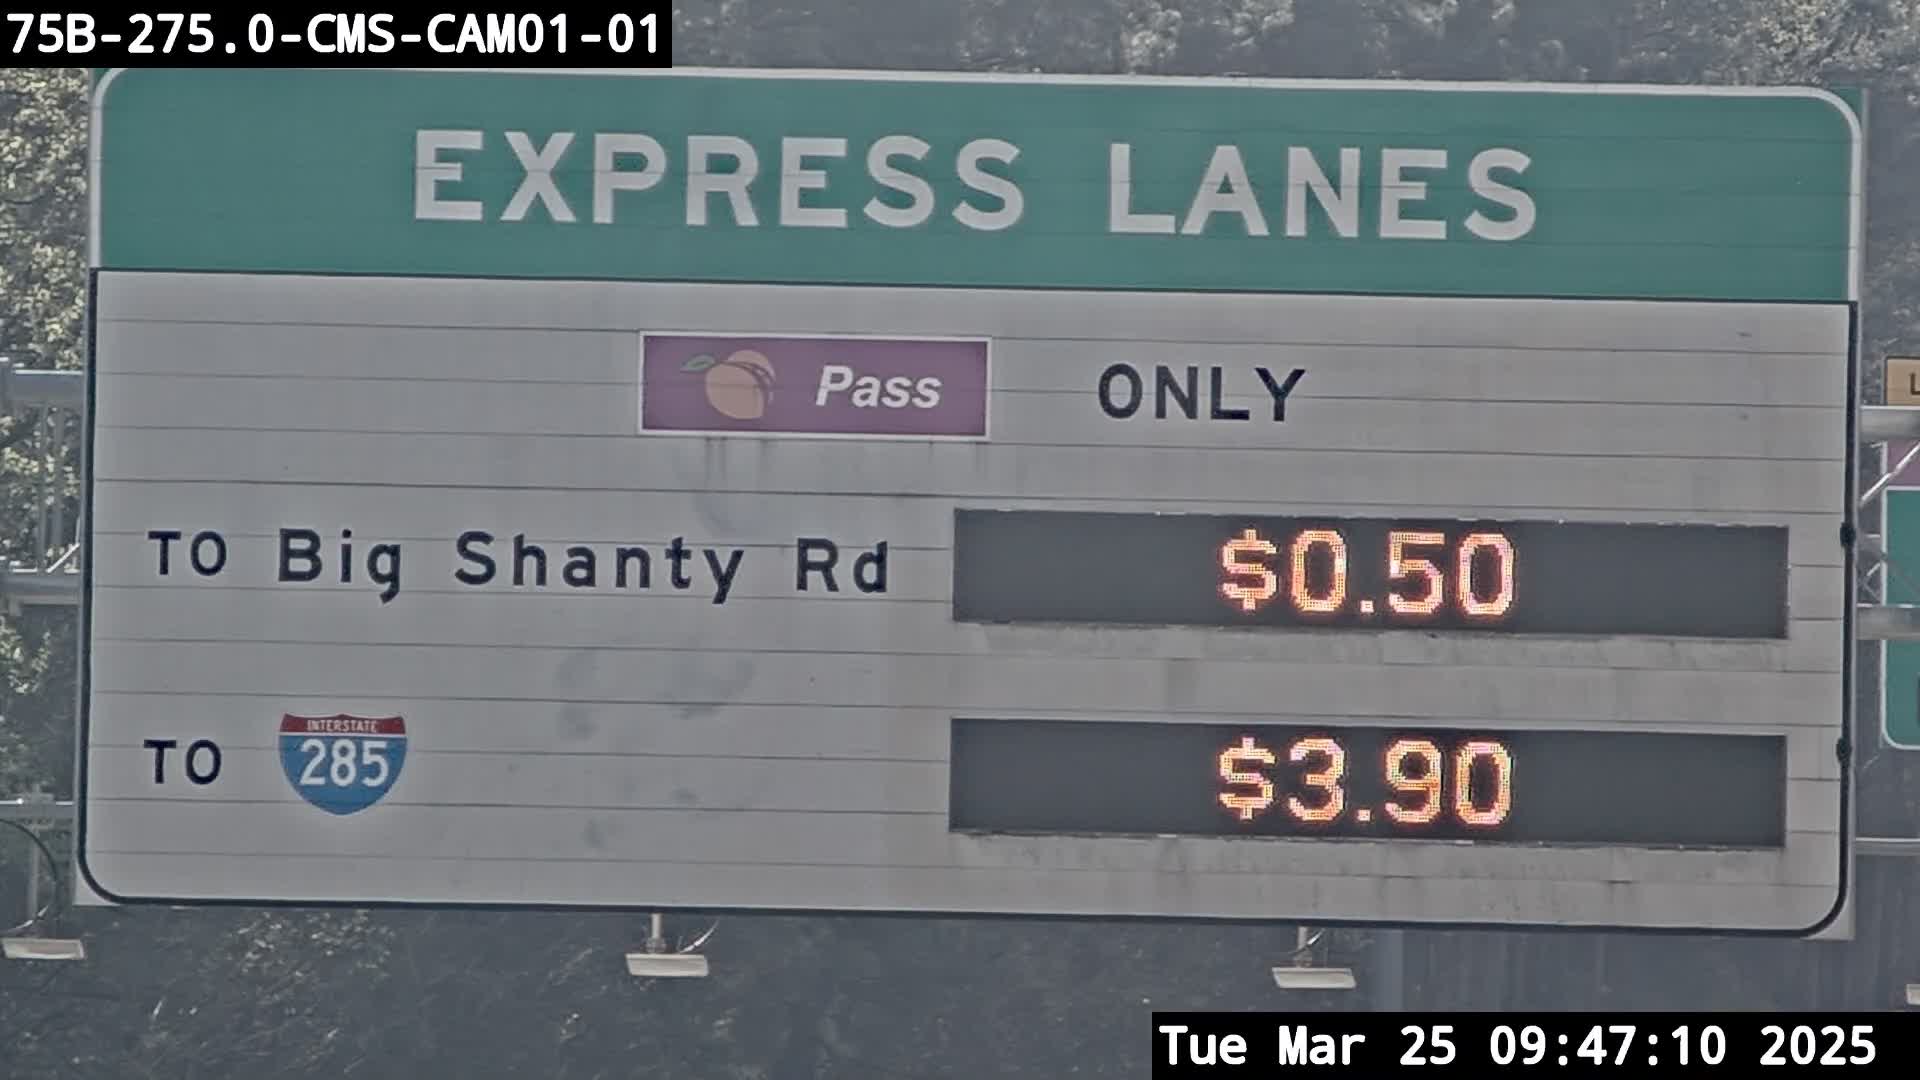 75B-275.0-CMS-CAM01-01
EXPRESS LANES
Pass ONLY
TO Big Shanty Rd $0.50
TO INTERSTATE 285 $3.90
Tue Mar 25 09:47:10 2025